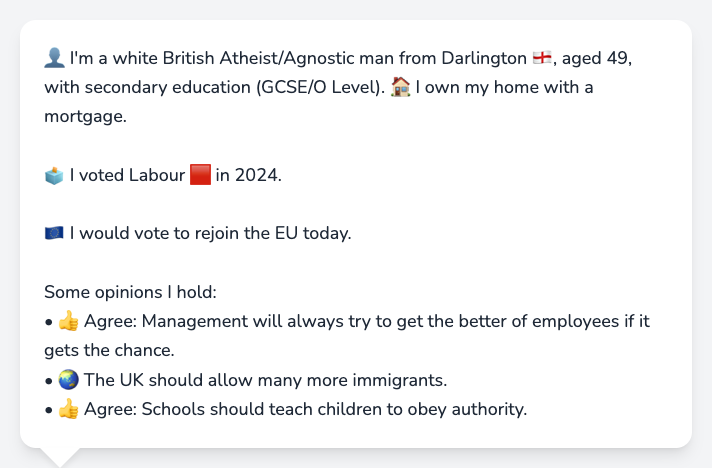 👤 I'm a white British Atheist/Agnostic man from Darlington 🏴󠁧󠁢󠁥󠁮󠁧󠁿, aged 49,
with secondary education (GCSE/O Level). 🏠 I own my home with a
mortgage.
🗳️ I voted Labour 🟥 in 2024.
🇪🇺 I would vote to rejoin the EU today.
Some opinions I hold:
• 👍 Agree: Management will always try to get the better of employees if it
gets the chance.
• 🌏 The UK should allow many more immigrants.
• 👍 Agree: Schools should teach children to obey authority.